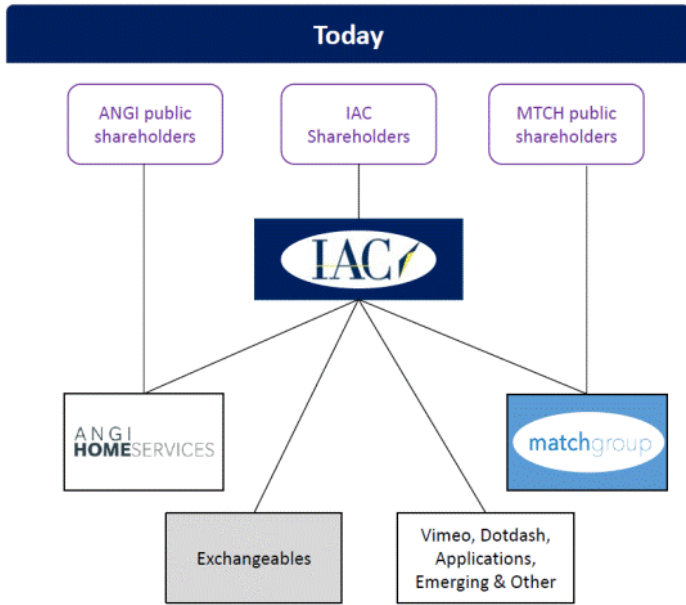 Today
ANGI public
shareholders
IAC
Shareholders
MTCH public
shareholders
IAC
ANGI
HOMESERVICES
matchgroup
Exchangeables
Vimeo, Dotdash,
Applications,
Emerging & Other